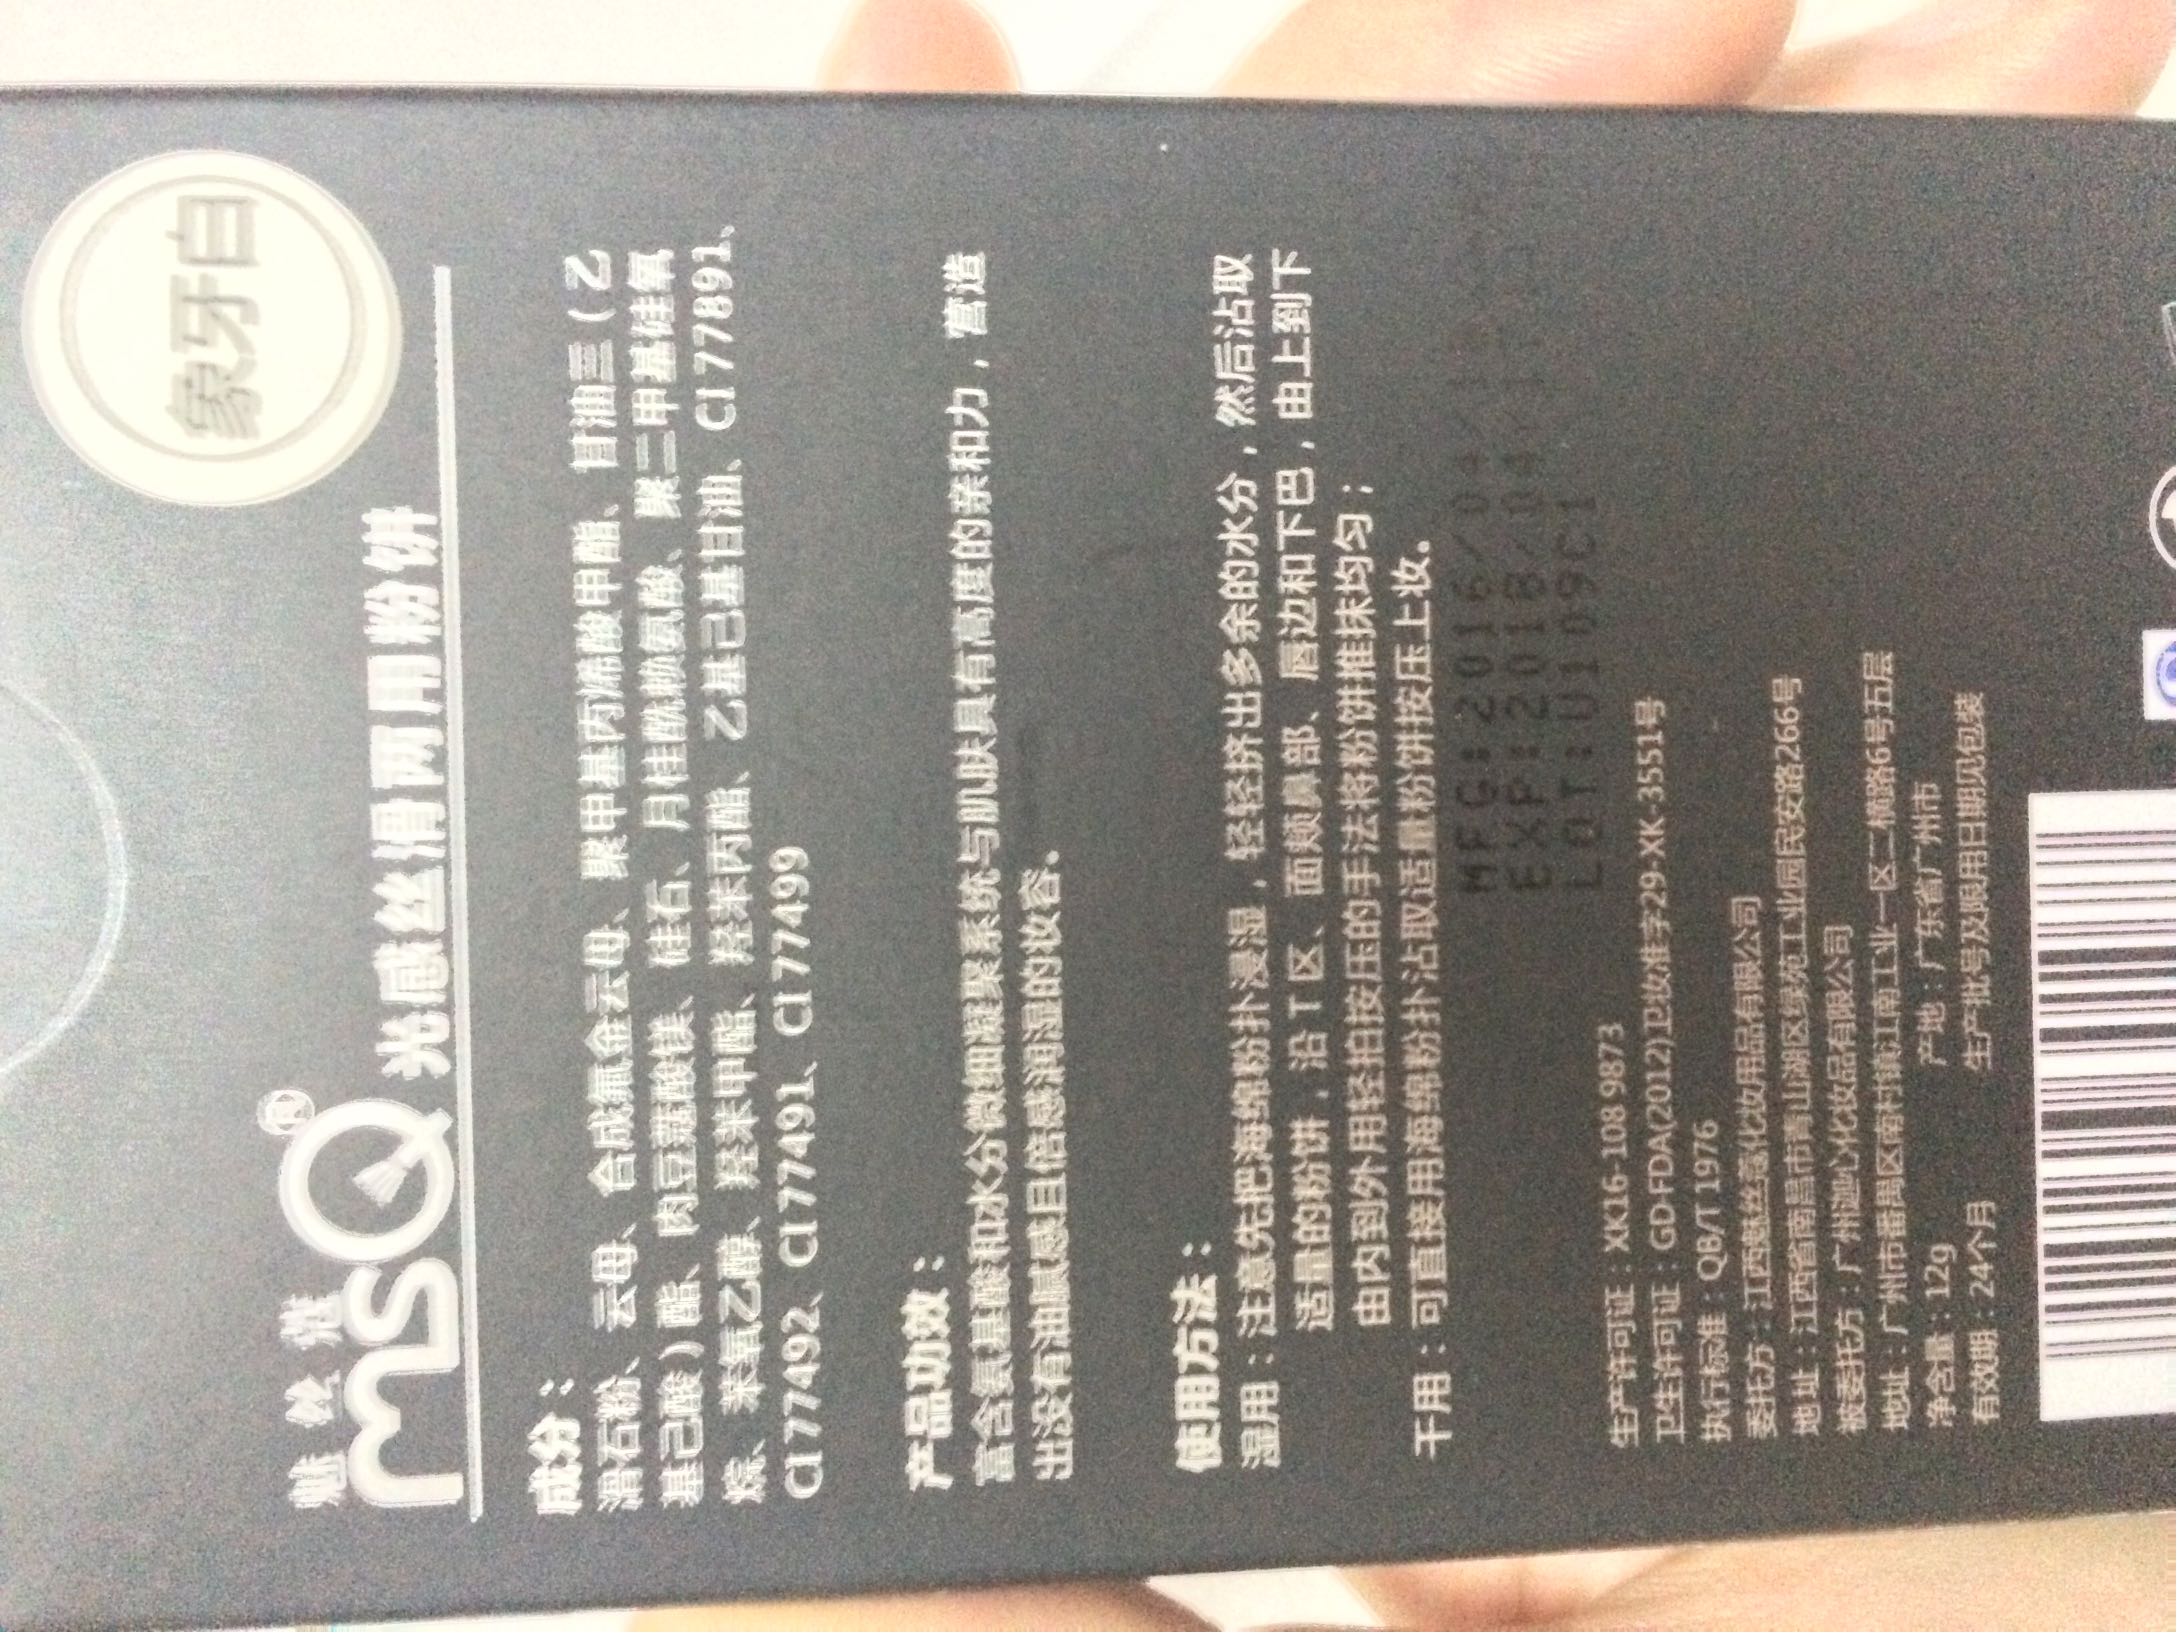 象牙白
魅丝蔻
msQ® 光感丝滑两用粉饼
成分：
滑石粉、云母、合成氟金云母、聚甲基丙烯酸甲酯、甘油三(乙
基己酸)酯、肉豆蔻酸镁、硅石、月桂酰赖氨酸、聚二甲基硅氧
烷、苯氧乙醇、羟苯甲酯、羟苯丙酯、乙基己基甘油、CI 77891、
CI 77492、CI 77491、CI 77499
产品功效：
富含氨基酸和水分微细凝聚系统与肌肤具有高度的亲和力，营造
出没有油腻感且倍感润湿的妆容。
使用方法：
湿用：注意先把海绵粉扑浸湿，轻轻挤出多余的水分，然后沾取
适量的粉饼，沿T区、面颊鼻部、唇边和下巴，由上到下
由内到外用轻拍按压的手法将粉饼推抹均匀；
干用：可直接用海绵粉扑沾取适量粉饼按压上妆。
MFG:2016/04/1
EXP:2018/04/1
LOT:U109C1
生产许可证：XK16-108 9873
卫生许可证：GD·FDA(2012)卫妆准字29-XK-3551号
执行标准：QB/T 1976
委托方：江西魅丝蔻化妆用品有限公司
地址：江西省南昌市青山湖区绿苑工业园民安路266号
被委托方：广州迦沁化妆品有限公司
地址：广州市番禺区南村镇江南工业一区二横路6号五层
净含量：12g 产地：广东省广州市
有效期：24个月 生产批号及限用日期见包装